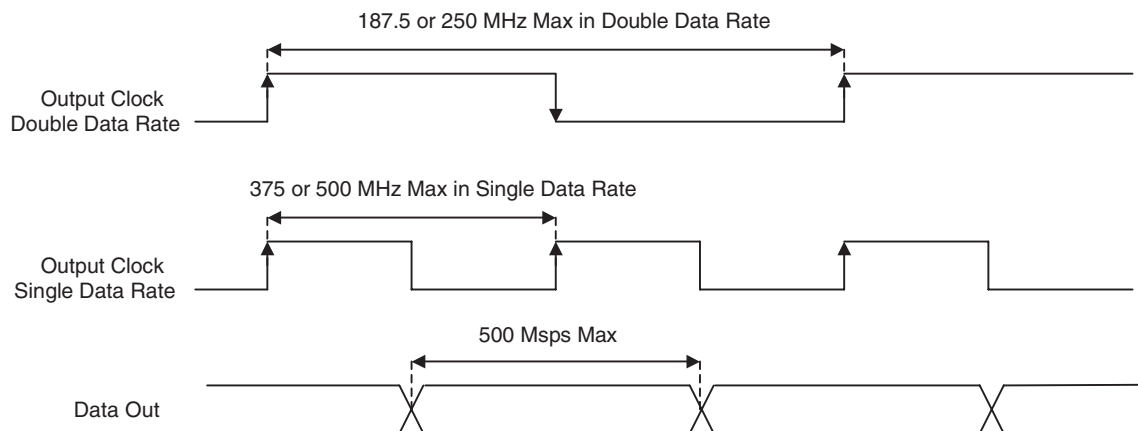 187.5 or 250 MHz Max in Double Data Rate
Output Clock
Double Data Rate
375 or 500 MHz Max in Single Data Rate
Output Clock
Single Data Rate
500 Msps Max
Data Out